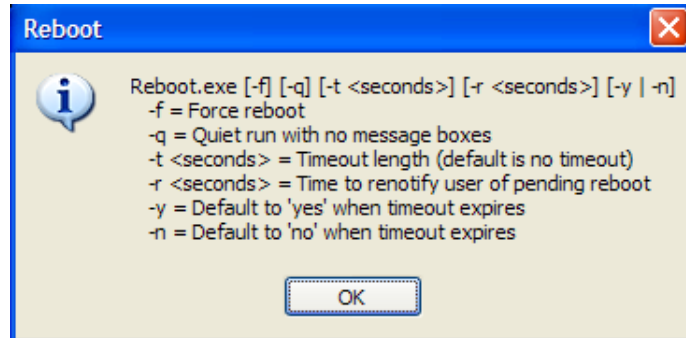 Reboot
Reboot.exe [-f] [-q] [-t <seconds>] [-r <seconds>] [-y | -n]
-f = Force reboot
-q = Quiet run with no message boxes
-t <seconds> = Timeout length (default is no timeout)
-r <seconds> = Time to renotify user of pending reboot
-y = Default to 'yes' when timeout expires
-n = Default to 'no' when timeout expires
OK